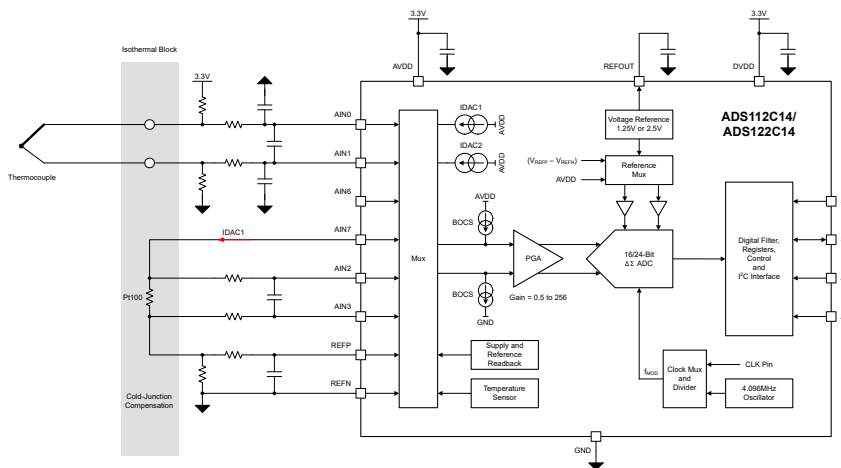 3.3V
3.3V
Isothermal Block
3.3V
AVDD
REFOUT
DVDD
ADS112C14/
ADS122C14
Voltage Reference
1.25V or 2.5V
IDAC1
AVDD
AIN0
IDAC2
AVDD
(VREFP – VREFN)
AVDD
Reference
Mux
AIN1
Thermocouple
AIN6
AVDD
BOCS
AIN7
IDAC1
Mux
PGA
16/24-Bit
ΔΣ ADC
Digital Filter,
Registers,
Control
and
I²C Interface
AIN2
BOCS
Gain = 0.5 to 256
Pt100
AIN3
GND
REFP
Supply and
Reference
Readback
fMOD
Clock Mux
and
Divider
CLK Pin
REFN
Temperature
Sensor
4.096MHz
Oscillator
Cold-Junction
Compensation
GND